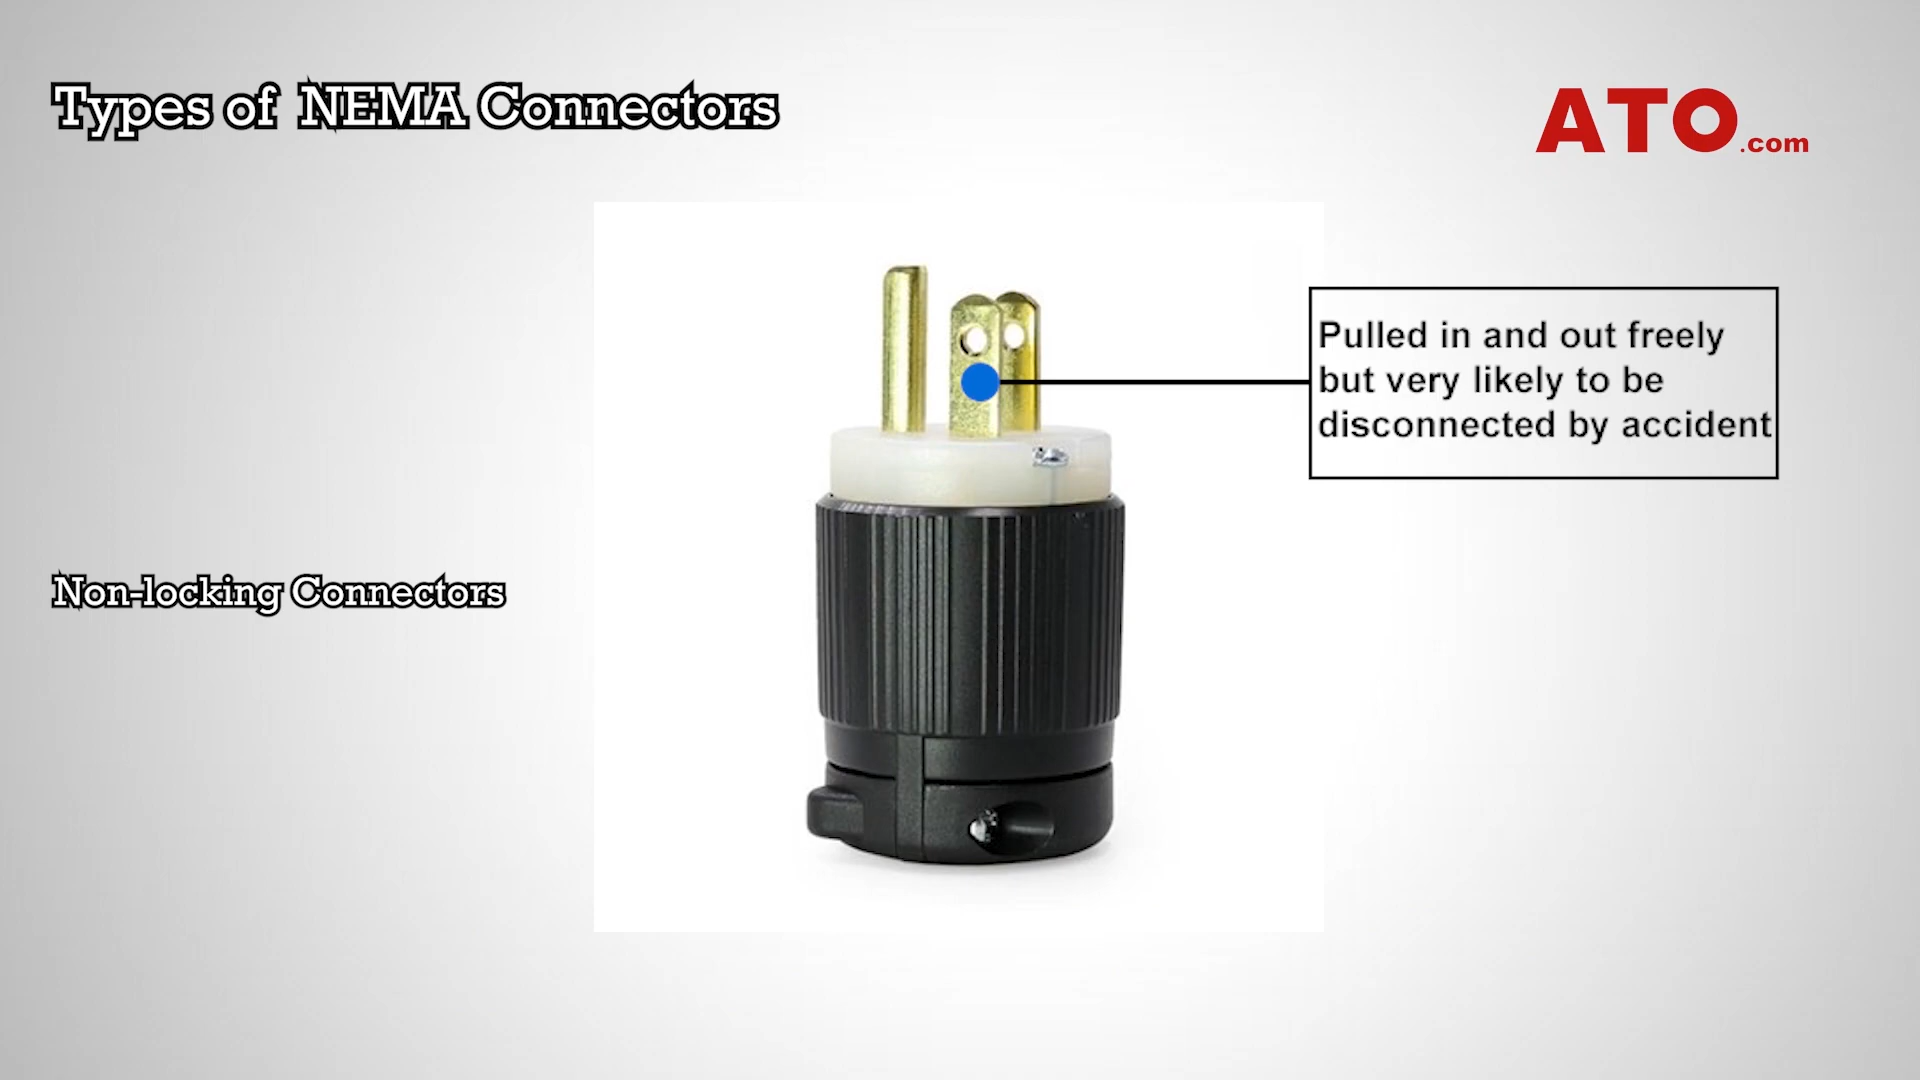 Types of NEMA Connectors
ATO.com
Pulled in and out freely
but very likely to be
disconnected by accident
Non-locking Connectors